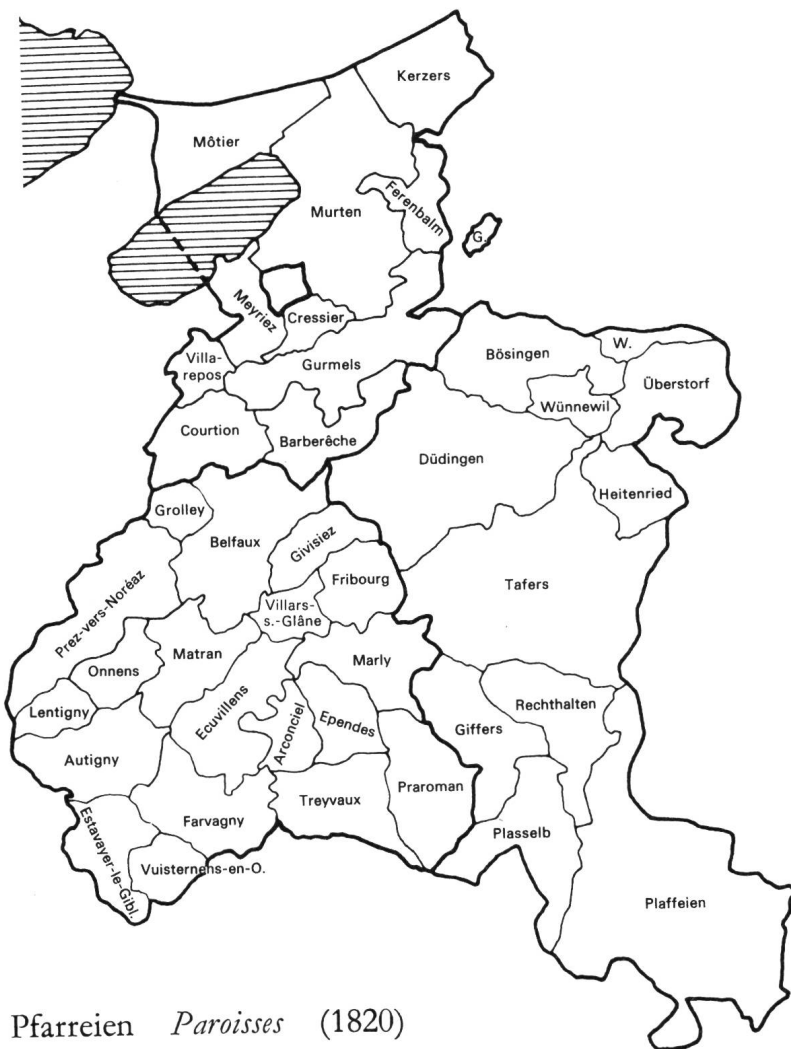 Kerzers
Môtier
Ferenbalm
Murten
G.
Meyriez
Cressier
W.
Villa-
repos
Gurmels
Bösingen
Überstorf
Wünnewil
Courtion
Barberêche
Düdingen
Heitenried
Grolley
Belfaux
Givisiez
Fribourg
Tafers
Prez-vers-Noréaz
Villars-
s.-Glâne
Matran
Marly
Onnens
Lentigny
Ecuvillens
Arconciel
Ependes
Giffers
Rechthalten
Autigny
Praroman
Treyvaux
Farvagny
Estavayer-le-Gibl.
Plasselb
Vuisternens-en-O.
Plaffeien
Pfarreien Paroisses (1820)